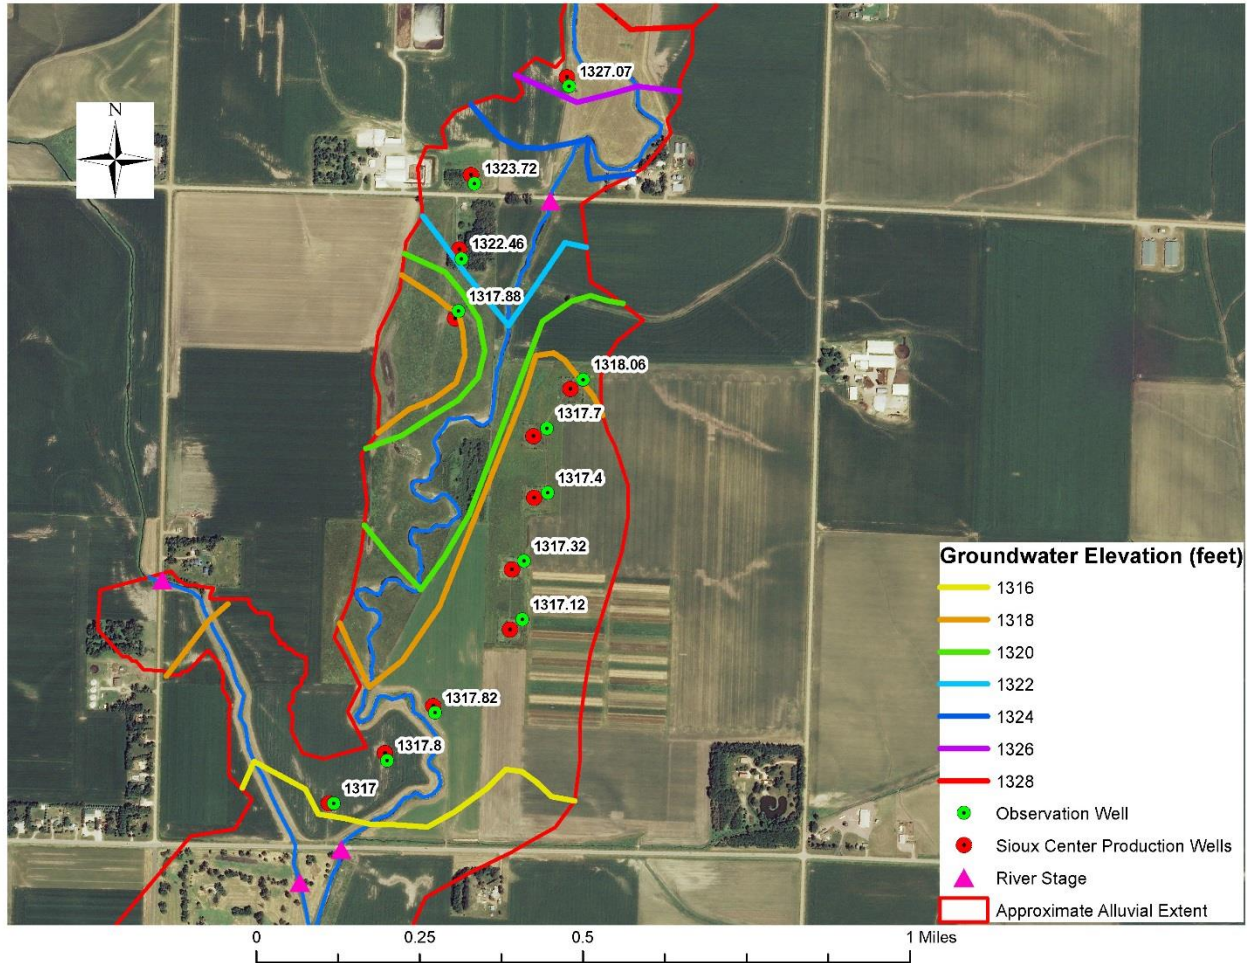 1327.07
N
1323.72
1322.46
1317.88
1318.06
1317.7
1317.4
1317.32
1317.12
1317.82
1317.8
1317
Groundwater Elevation (feet)
1316
1318
1320
1322
1324
1326
1328
Observation Well
Sioux Center Production Wells
River Stage
Approximate Alluvial Extent
0 0.25 0.5 1 Miles